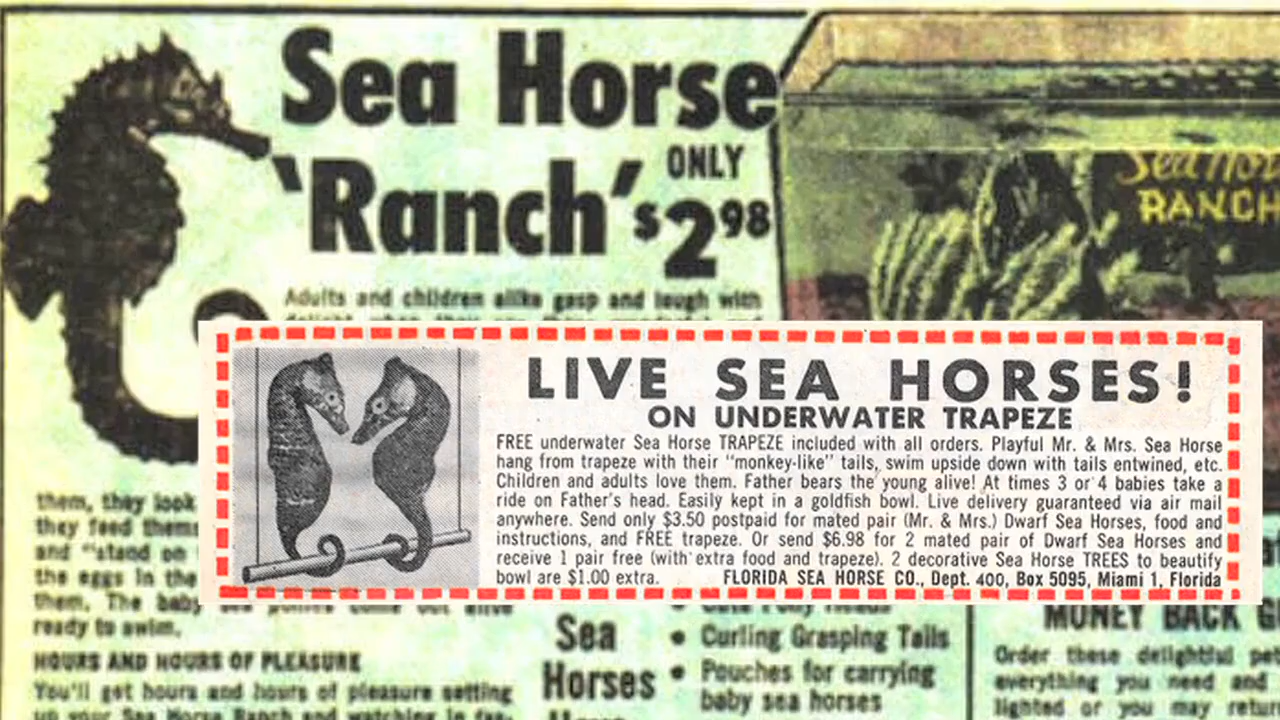 Sea Horse
'Ranch'
ONLY
$2.98
Sea Hor
RANCH
Adults and children alike gasp and laugh with
LIVE SEA HORSES!
ON UNDERWATER TRAPEZE
FREE underwater Sea Horse TRAPEZE included with all orders. Playful Mr. & Mrs. Sea Horse
hang from trapeze with their "monkey-like" tails, swim upside down with tails entwined, etc.
Children and adults love them. Father bears the young alive! At times 3 or 4 babies take a
ride on Father's head. Easily kept in a goldfish bowl. Live delivery guaranteed via air mail
anywhere. Send only $3.50 postpaid for mated pair (Mr. & Mrs.) Dwarf Sea Horses, food and
instructions, and FREE trapeze. Or send $6.98 for 2 mated pair of Dwarf Sea Horses and
receive 1 pair free (with extra food and trapeze). 2 decorative Sea Horse TREES to beautify
bowl are $1.00 extra. FLORIDA SEA HORSE CO., Dept. 400, Box 5095, Miami 1, Florida
them, they look
they feed thems
and "stand on
the eggs in the
them. The baby
ready to swim.
HOURS AND HOURS OF PLEASURE
You'll get hours and hours of pleasure setting
up your Sea Horse Ranch and watching
Sea
Horses
• Curling Grasping Tails
• Pouches for carrying
baby sea horses
MONEY BACK G
Order these delightful pet
everything you need and
lighted or you may return